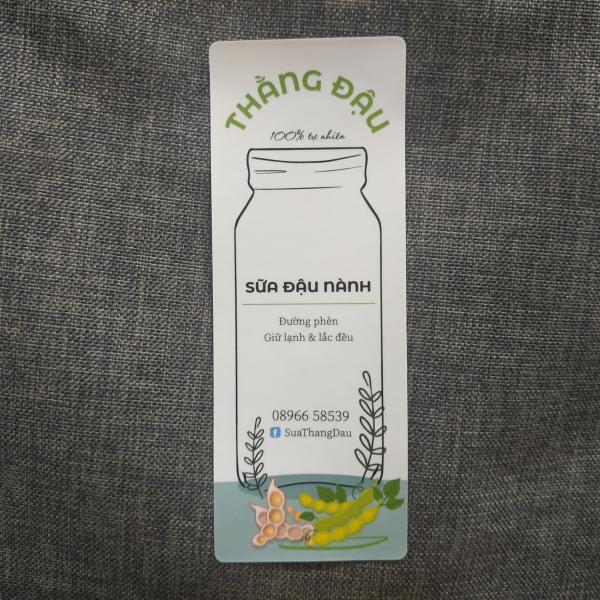 THẰNG ĐẬU
100% tự nhiên
SỮA ĐẬU NÀNH
Đường phèn
Giữ lạnh & lắc đều
08966 58539
f SuaThangDau